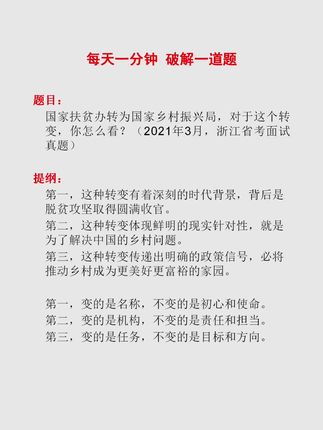 每天一分钟 破解一道题
题目：
国家扶贫办转为国家乡村振兴局，对于这个转
变，你怎么看？（2021年3月，浙江省考面试
真题）
提纲：
第一，这种转变有着深刻的时代背景，背后是
脱贫攻坚取得圆满收官。
第二，这种转变体现鲜明的现实针对性，就是
为了解决中国的乡村问题。
第三，这种转变传递出明确的政策信号，必将
推动乡村成为更美好更富裕的家园。
第一，变的是名称，不变的是初心和使命。
第二，变的是机构，不变的是责任和担当。
第三，变的是任务，不变的是目标和方向。